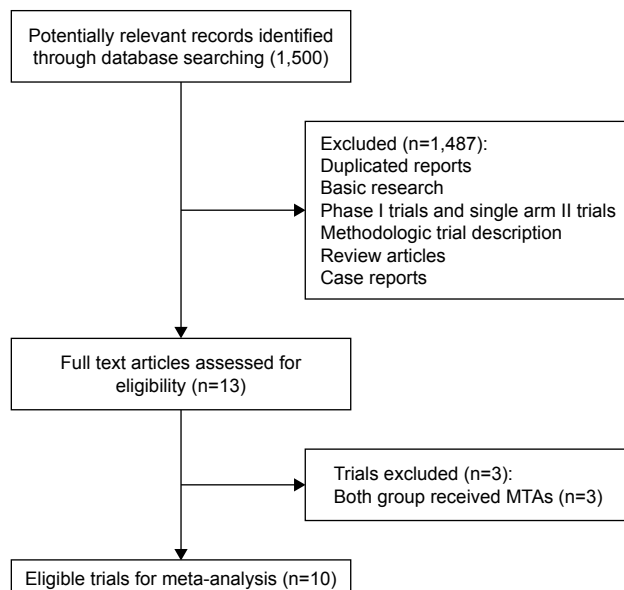 Potentially relevant records identified
through database searching (1,500)
Excluded (n=1,487):
Duplicated reports
Basic research
Phase I trials and single arm II trials
Methodologic trial description
Review articles
Case reports
Full text articles assessed for
eligibility (n=13)
Trials excluded (n=3):
Both group received MTAs (n=3)
Eligible trials for meta-analysis (n=10)